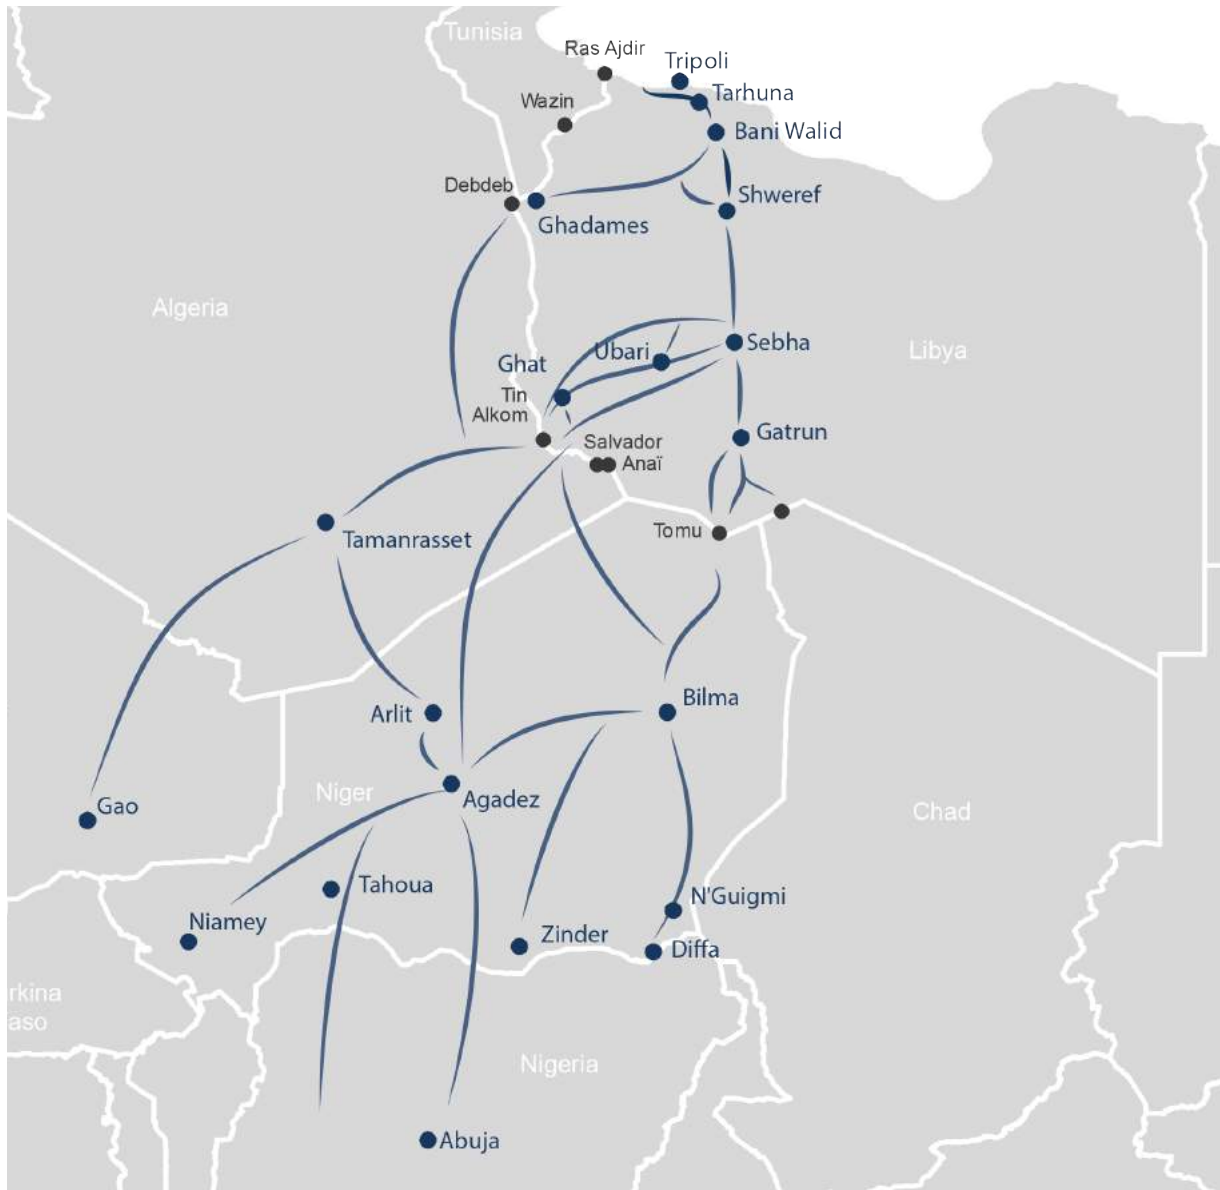 Tunisia
Ras Ajdir
Tripoli
Tarhuna
Wazin
Bani Walid
Debdeb
Shweref
Ghadames
Algeria
Ubari
Sebha
Libya
Ghat
Tin
Alkom
Gatrun
Salvador
Anaï
Tomu
Tamanrasset
Bilma
Arlit
Niger
Agadez
Gao
Chad
Tahoua
N'Guigmi
Niamey
Zinder
Diffa
rkina
aso
Nigeria
Abuja